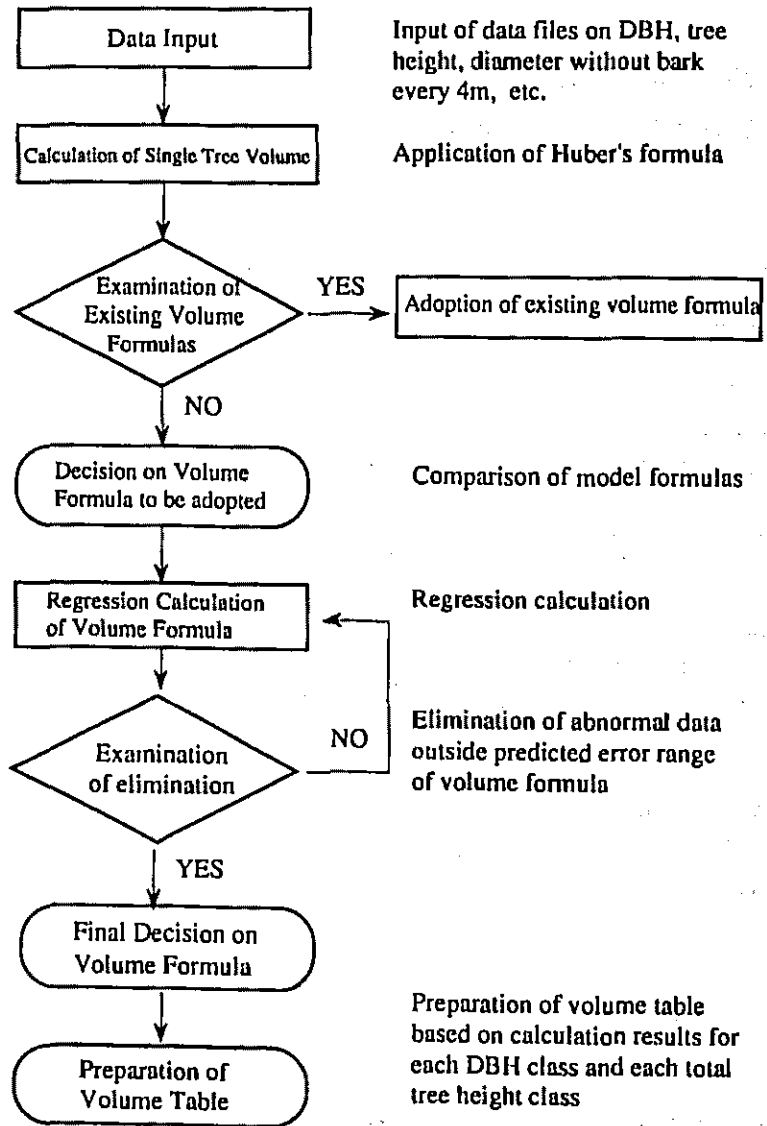 Data Input
Input of data files on DBH, tree
height, diameter without bark
every 4m, etc.
Calculation of Single Tree Volume
Application of Huber's formula
Examination of
Existing Volume
Formulas
YES
Adoption of existing volume formula
NO
Decision on Volume
Formula to be adopted
Comparison of model formulas
Regression Calculation
of Volume Formula
Regression calculation
Examination
of elimination
NO
Elimination of abnormal data
outside predicted error range
of volume formula
YES
Final Decision on
Volume Formula
Preparation of
Volume Table
Preparation of volume table
based on calculation results for
each DBH class and each total
tree height class